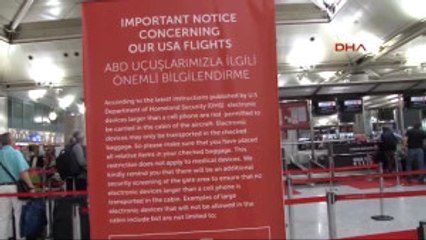 IMPORTANT NOTICE
CONCERNING
OUR USA FLIGHTS
ABD UÇUŞLARIMIZLA İLGİLİ
ÖNEMLİ BİLGİLENDİRME
According to the latest instructions published by U.S
Department of Homeland Security (DHS) electronic
devices larger than a cell phone are not permitted to
be carried in the cabin of the aircraft. Electronic
devices may only be transported in the checked
baggage. So please make sure you have placed
all relative items in your checked baggage. This
restrictive does not apply to medical devices. We
kindly remind you that there will be an additional
security screening at the gate area to ensure that no
electronic devices larger than a cell phone is
transported in the cabin. Examples of large
electronic devices that will not be allowed in the
cabin include but are not limited to;
DHA